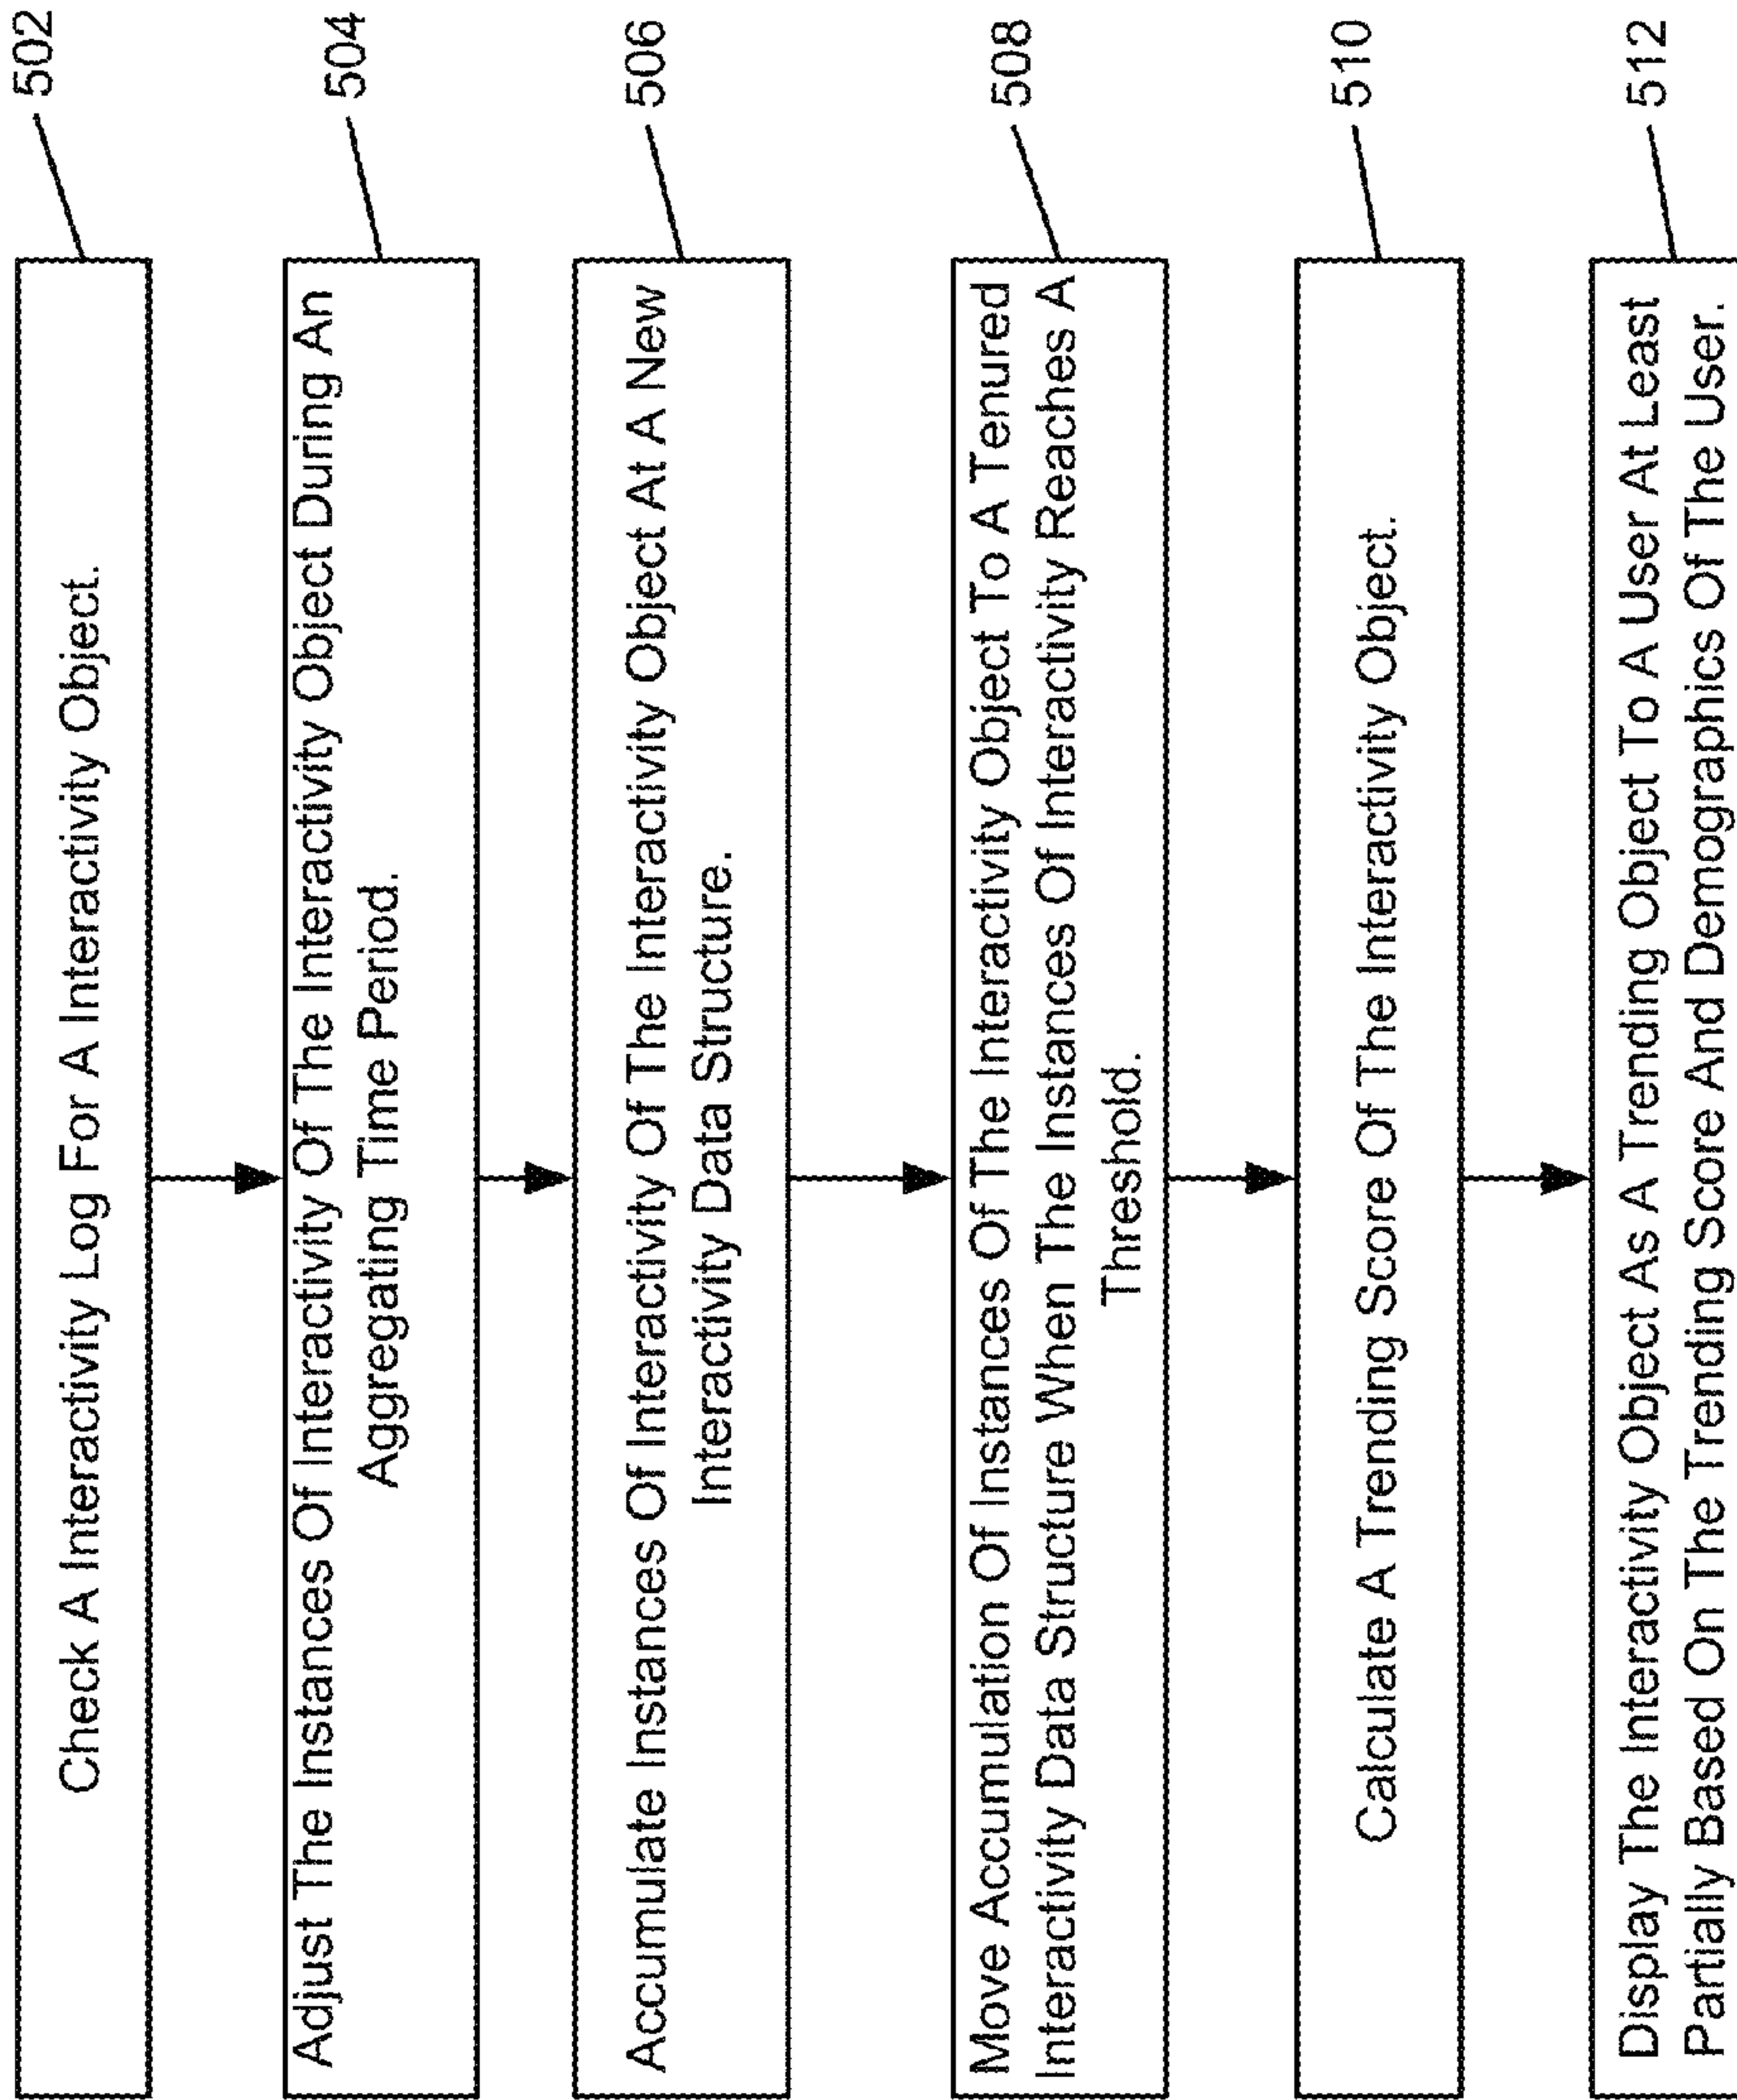 502
Check A Interactivity Log For A Interactivity Object.
504
Adjust The Instances Of Interactivity Of The Interactivity Object During An
Aggregating Time Period.
506
Accumulate Instances Of Interactivity Of The Interactivity Object At A New
Interactivity Data Structure.
508
Move Accumulation Of Instances Of The Interactivity Object To A Tenured
Interactivity Data Structure When The Instances Of Interactivity Reaches A
Threshold.
510
Calculate A Trending Score Of The Interactivity Object.
512
Display The Interactivity Object As A Trending Object To A User At Least
Partially Based On The Trending Score And Demographics Of The User.